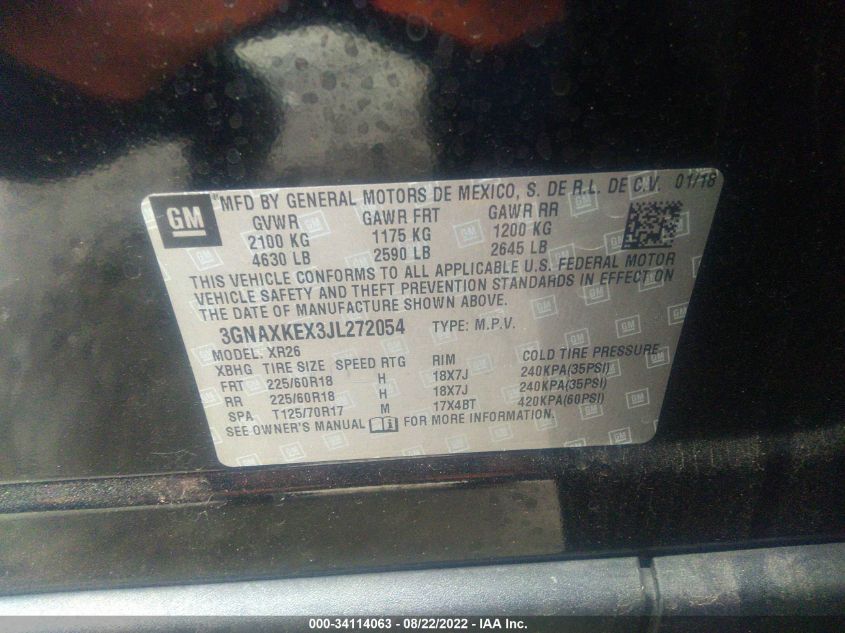 GM
MFD BY GENERAL MOTORS DE MEXICO, S. DE R.L. DE C.V. 01/18
GVWR GAWR FRT GAWR RR
2100 KG 1175 KG 1200 KG
4630 LB 2590 LB 2645 LB
THIS VEHICLE CONFORMS TO ALL APPLICABLE U.S. FEDERAL MOTOR
VEHICLE SAFETY AND THEFT PREVENTION STANDARDS IN EFFECT ON
THE DATE OF MANUFACTURE SHOWN ABOVE.
3GNAXKEX3JL272054 TYPE: M.P.V.
MODEL: XR26
XBHG TIRE SIZE SPEED RTG RIM COLD TIRE PRESSURE
FRT 225/60R18 H 18X7J 240KPA(35PSI)
RR 225/60R18 H 18X7J 240KPA(35PSI)
SPA T125/70R17 M 17X4BT 420KPA(60PSI)
SEE OWNER'S MANUAL FOR MORE INFORMATION.
000-34114063 - 08/22/2022 - IAA Inc.